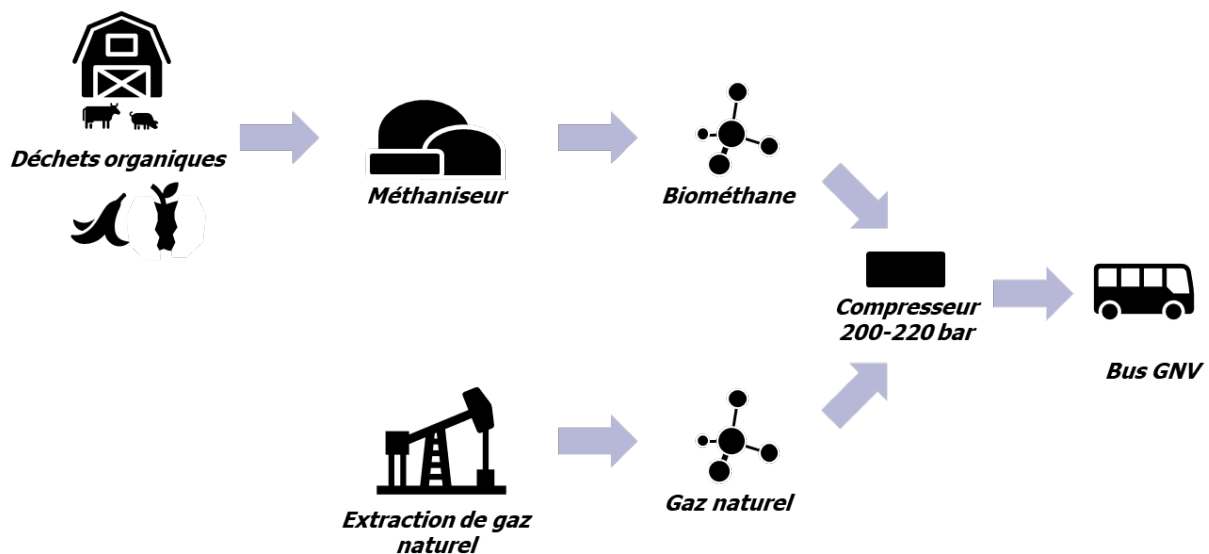 Déchets organiques
Méthaniseur
Biométhane
Compresseur
200-220 bar
Bus GNV
Extraction de gaz
naturel
Gaz naturel